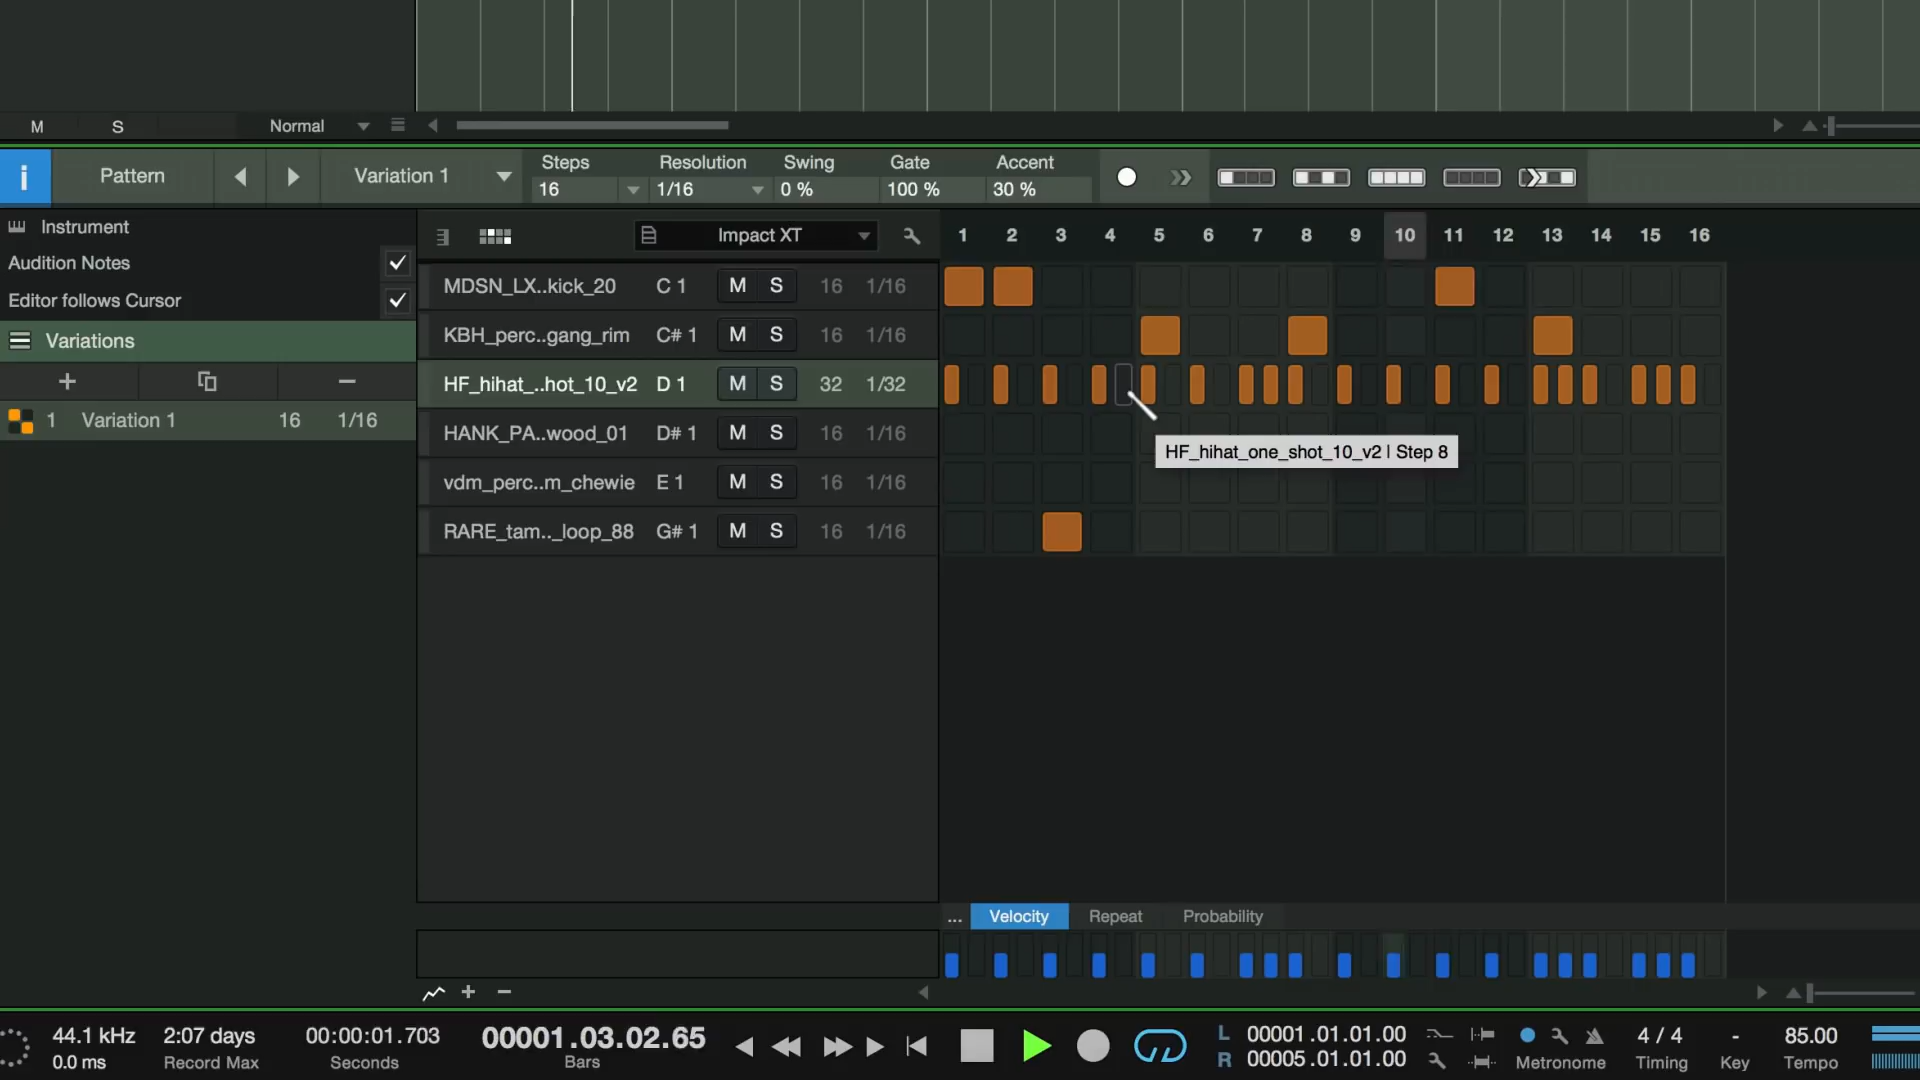 M S Normal
i Pattern Variation 1 Steps 16 Resolution 1/16 Swing 0 % Gate 100 % Accent 30 %
Instrument
Audition Notes
Editor follows Cursor
Variations
+ −
1 Variation 1 16 1/16
Impact XT 1 2 3 4 5 6 7 8 9 10 11 12 13 14 15 16
MDSN_LX..kick_20 C 1 M S 16 1/16
KBH_perc..gang_rim C# 1 M S 16 1/16
HF_hihat_..hot_10_v2 D 1 M S 32 1/32
HANK_PA..wood_01 D# 1 M S 16 1/16
HF_hihat_one_shot_10_v2 | Step 8
vdm_perc..m_chewie E 1 M S 16 1/16
RARE_tam.._loop_88 G# 1 M S 16 1/16
... Velocity Repeat Probability
+ −
44.1 kHz 2:07 days 00:00:01.703 00001.03.02.65 L 00001.01.01.00 4 / 4 - 85.00
0.0 ms Record Max Seconds Bars R 00005.01.01.00 Metronome Timing Key Tempo